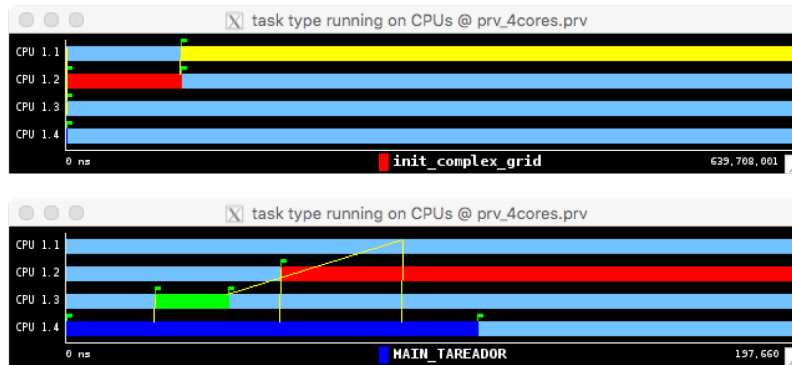 task type running on CPUs @ prv_4cores.prv
CPU 1.1
CPU 1.2
CPU 1.3
CPU 1.4
0 ns init_complex_grid 639,708,001
task type running on CPUs @ prv_4cores.prv
CPU 1.1
CPU 1.2
CPU 1.3
CPU 1.4
0 ns MAIN_TAREADOR 197,660